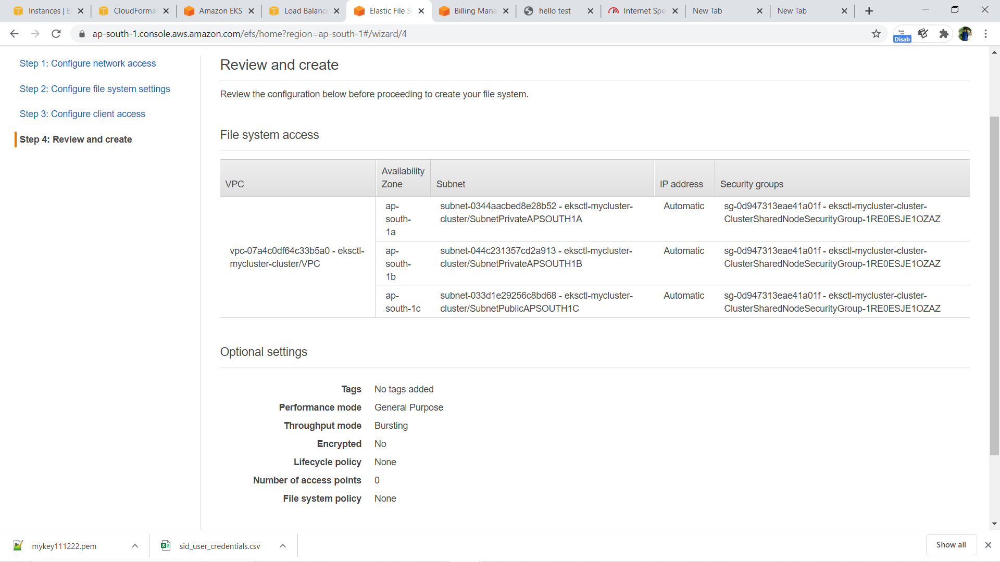 Instances | E
CloudForma
Amazon EKS
Load Balance
Elastic File S
Billing Mana
hello test
Internet Spe
New Tab
New Tab
ap-south-1.console.aws.amazon.com/efs/home?region=ap-south-1#/wizard/4
Disab
Step 1: Configure network access
Step 2: Configure file system settings
Step 3: Configure client access
Step 4: Review and create
Review and create
Review the configuration below before proceeding to create your file system.
File system access
VPC
Availability
Zone
Subnet
IP address
Security groups
vpc-07a4c0df64c33b5a0 - eksctl-
mycluster-cluster/VPC
ap-
south-
1a
subnet-0344aacbed8e28b52 - eksctl-mycluster-
cluster/SubnetPrivateAPSOUTH1A
Automatic
sg-0d947313eae41a01f - eksctl-mycluster-cluster-
ClusterSharedNodeSecurityGroup-1RE0ESJE1OZAZ
ap-
south-
1b
subnet-044c231357cd2a913 - eksctl-mycluster-
cluster/SubnetPrivateAPSOUTH1B
Automatic
sg-0d947313eae41a01f - eksctl-mycluster-cluster-
ClusterSharedNodeSecurityGroup-1RE0ESJE1OZAZ
ap-
south-1c
subnet-033d1e29256c8bd68 - eksctl-mycluster-
cluster/SubnetPublicAPSOUTH1C
Automatic
sg-0d947313eae41a01f - eksctl-mycluster-cluster-
ClusterSharedNodeSecurityGroup-1RE0ESJE1OZAZ
Optional settings
Tags No tags added
Performance mode General Purpose
Throughput mode Bursting
Encrypted No
Lifecycle policy None
Number of access points 0
File system policy None
mykey111222.pem
sid_user_credentials.csv
Show all